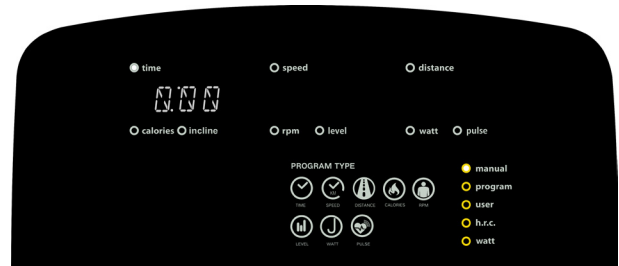 time speed distance
0:00
calories incline rpm level watt pulse
PROGRAM TYPE
manual
program
user
h.r.c.
watt
KM
TIME SPEED DISTANCE CALORIES RPM
LEVEL WATT PULSE